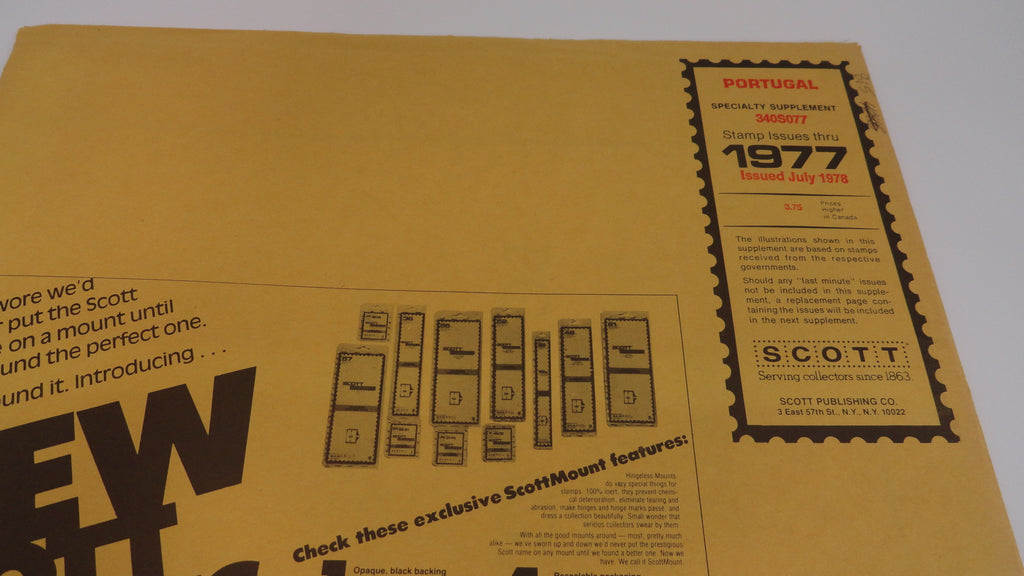 PORTUGAL
SPECIALTY SUPPLEMENT
340S077
Stamp Issues thru
1977
Issued July 1978
3.75
Prices
Higher
in Canada
The illustrations shown in this
supplement are based on stamps
received from the respective
governments.
Should any "last minute" issues
not be included in this supple-
ment, a replacement page con-
taining the issues will be included
in the next supplement.
SCOTT
Serving collectors since 1863.
SCOTT PUBLISHING CO.
3 East 57th St., N.Y., N.Y. 10022
wore we'd
put the Scott
on a mount until
und the perfect one.
und it. Introducing . . .
EW
Check these exclusive ScottMount features:
Hingeless Mounts
do very special things for
stamps. 100% inert, they prevent chemi-
cal deterioration, eliminate tearing and
abrasion, make hinges and hinge marks passé, and
dress a collection beautifully. Small wonder that
serious collectors swear by them.
With all the good mounts around — most, pretty much
alike — we've sworn up and down we'd never put the prestigious
Scott name on any mount until we found a better one. Now we
have. We call it ScottMount.
Opaque, black backing
Resealable packaging